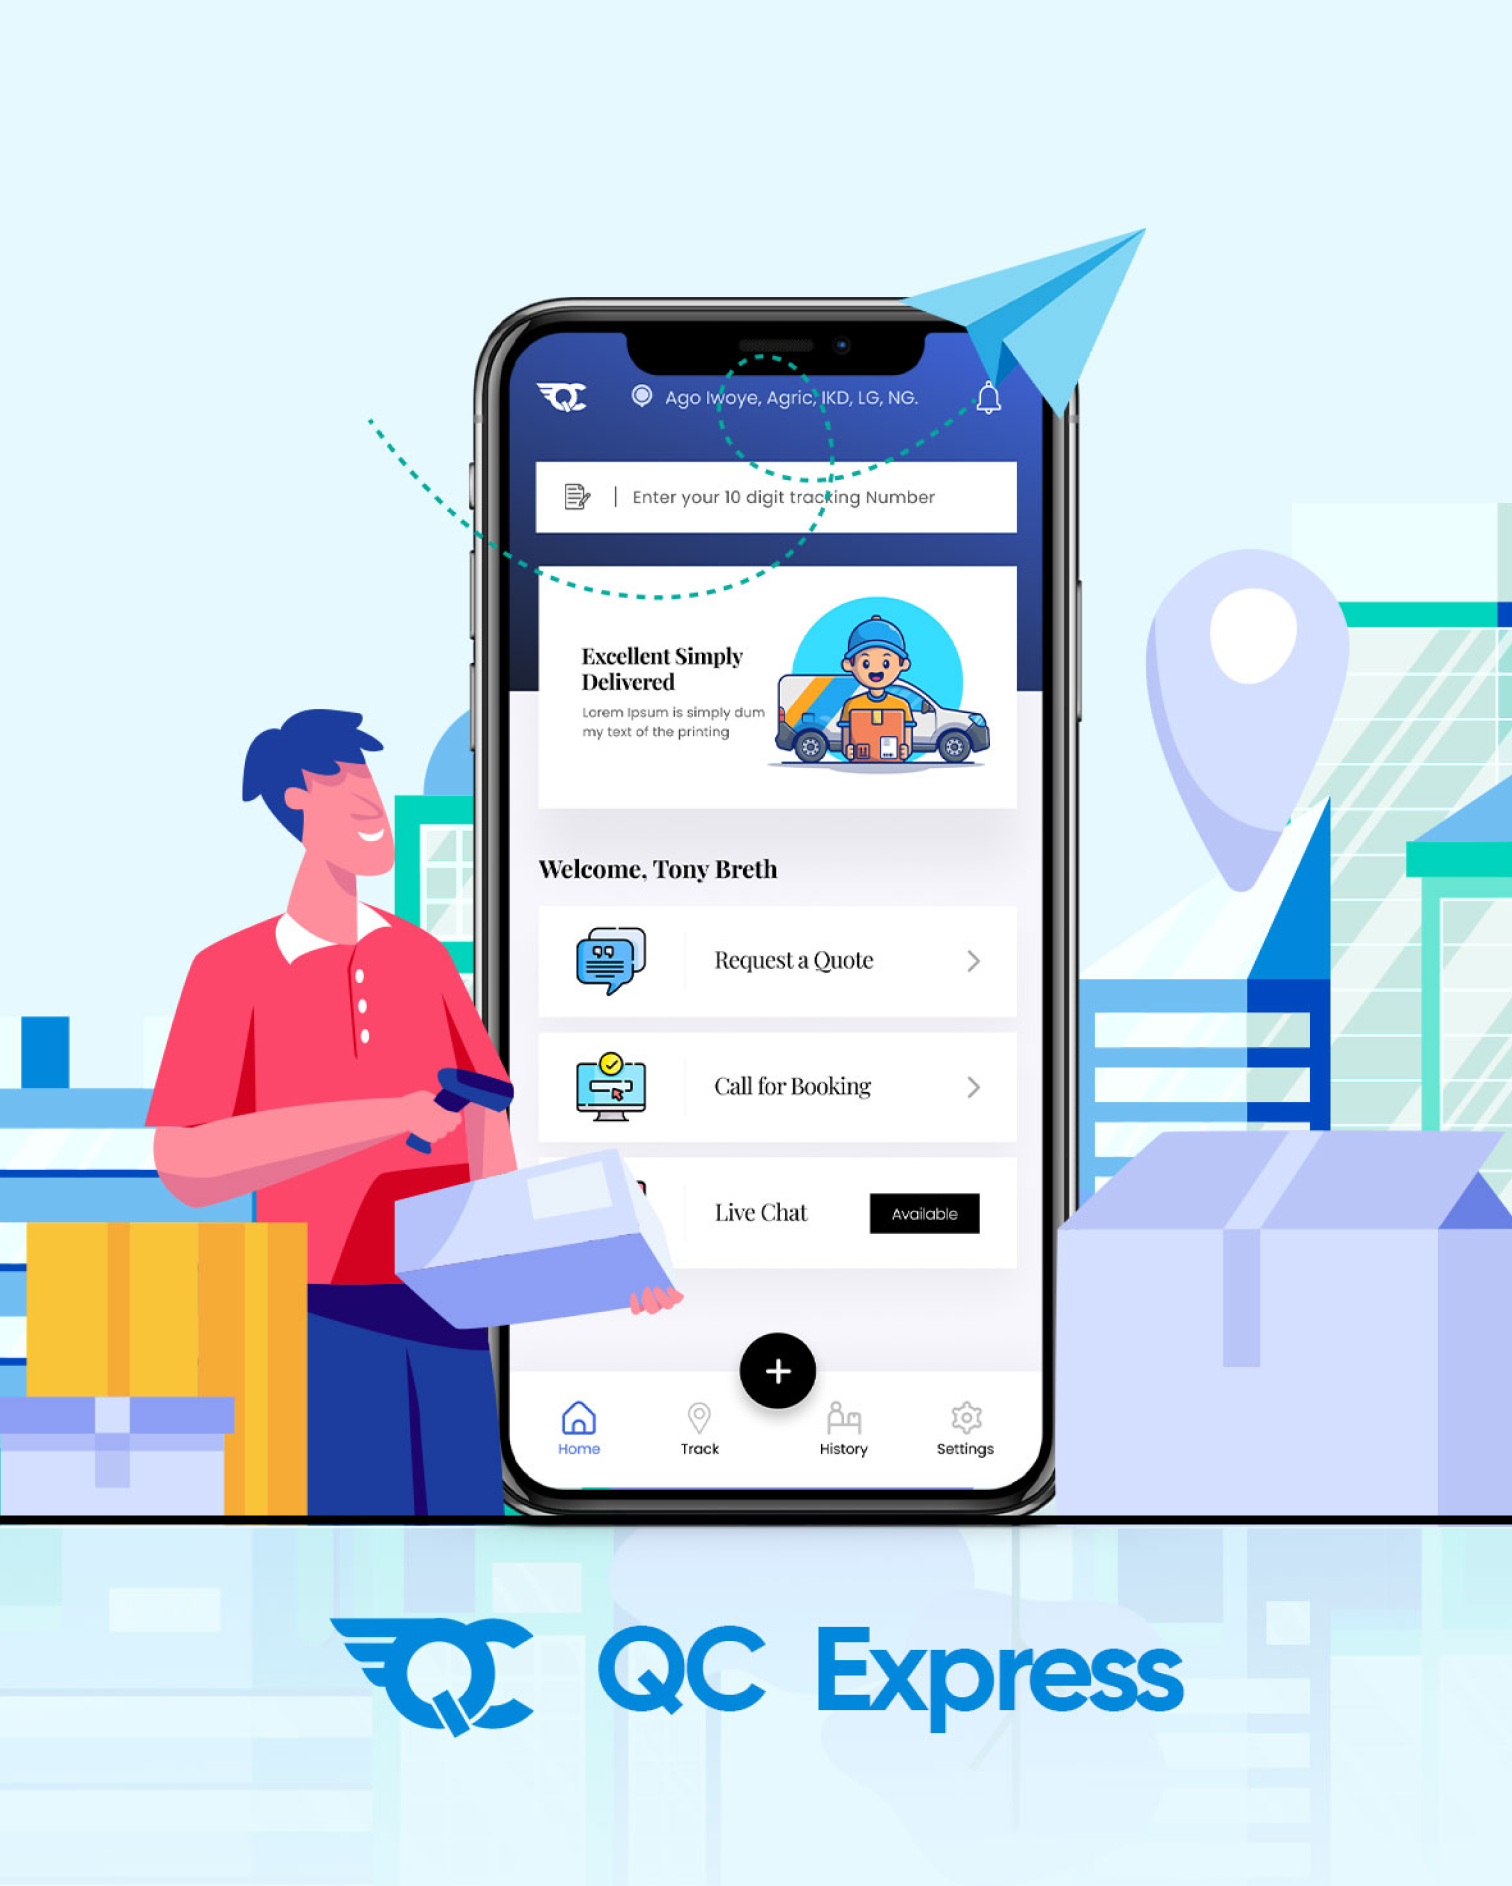 QC
Ago Iwoye, Agric, IKD, LG, NG.
Enter your 10 digit tracking Number
Excellent Simply
Delivered
Lorem Ipsum is simply dum
my text of the printing
Welcome, Tony Breth
Request a Quote
Call for Booking
Live Chat
Available
Home
Track
History
Settings
QC QC Express